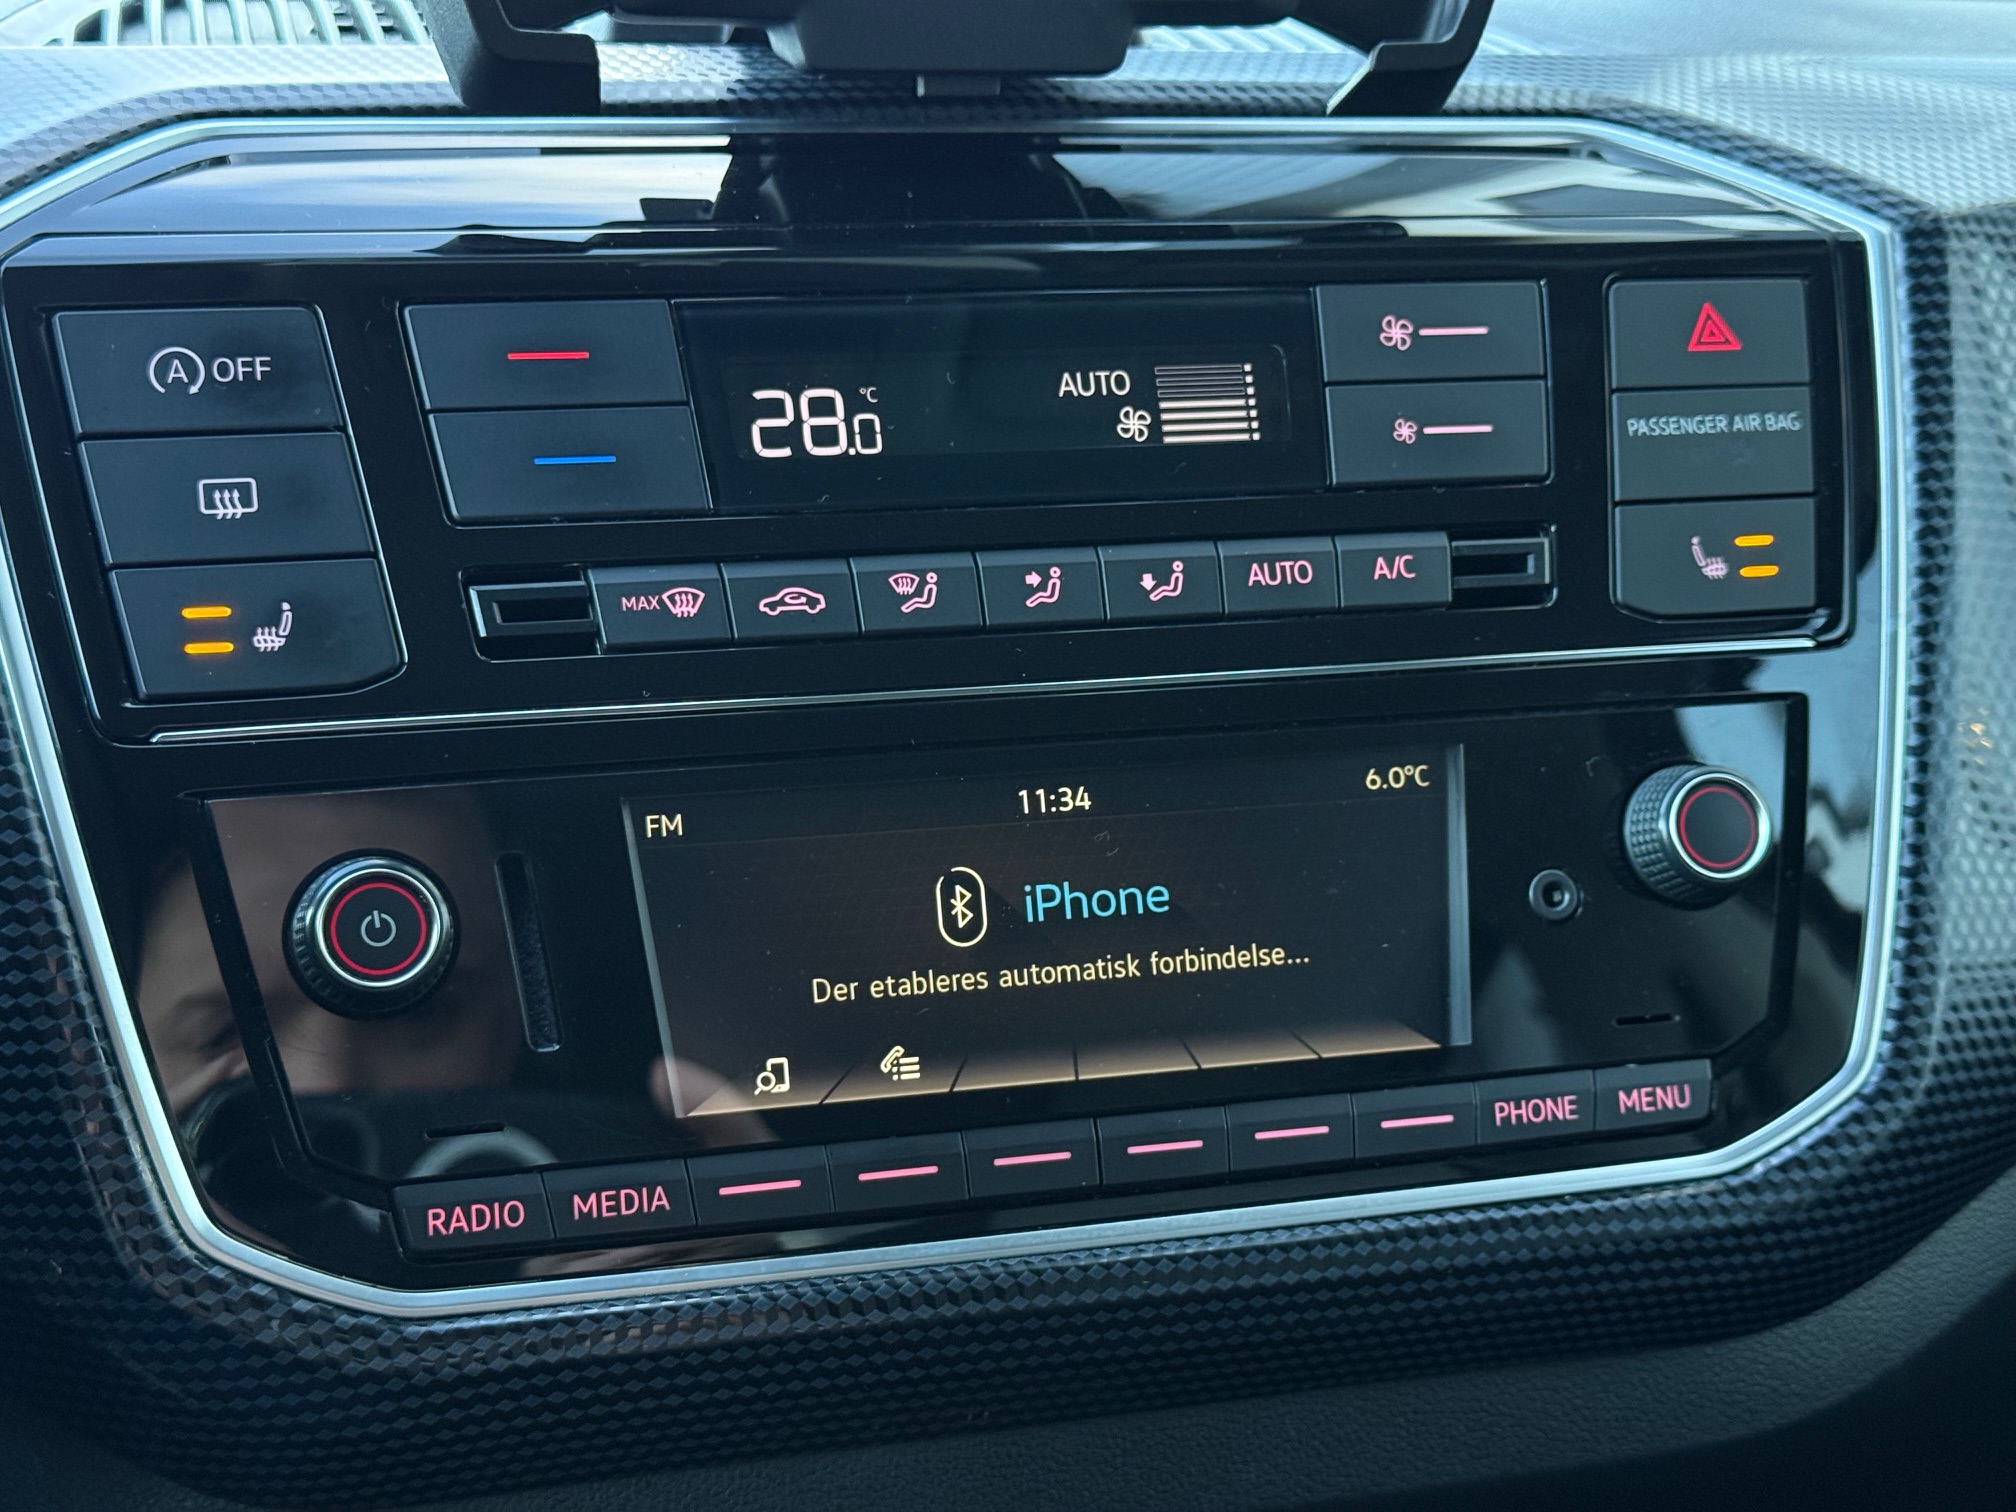 A OFF
28.0 °C
AUTO
PASSENGER AIR BAG
MAX
AUTO
A/C
FM
11:34
6.0°C
iPhone
Der etableres automatisk forbindelse...
RADIO
MEDIA
PHONE
MENU